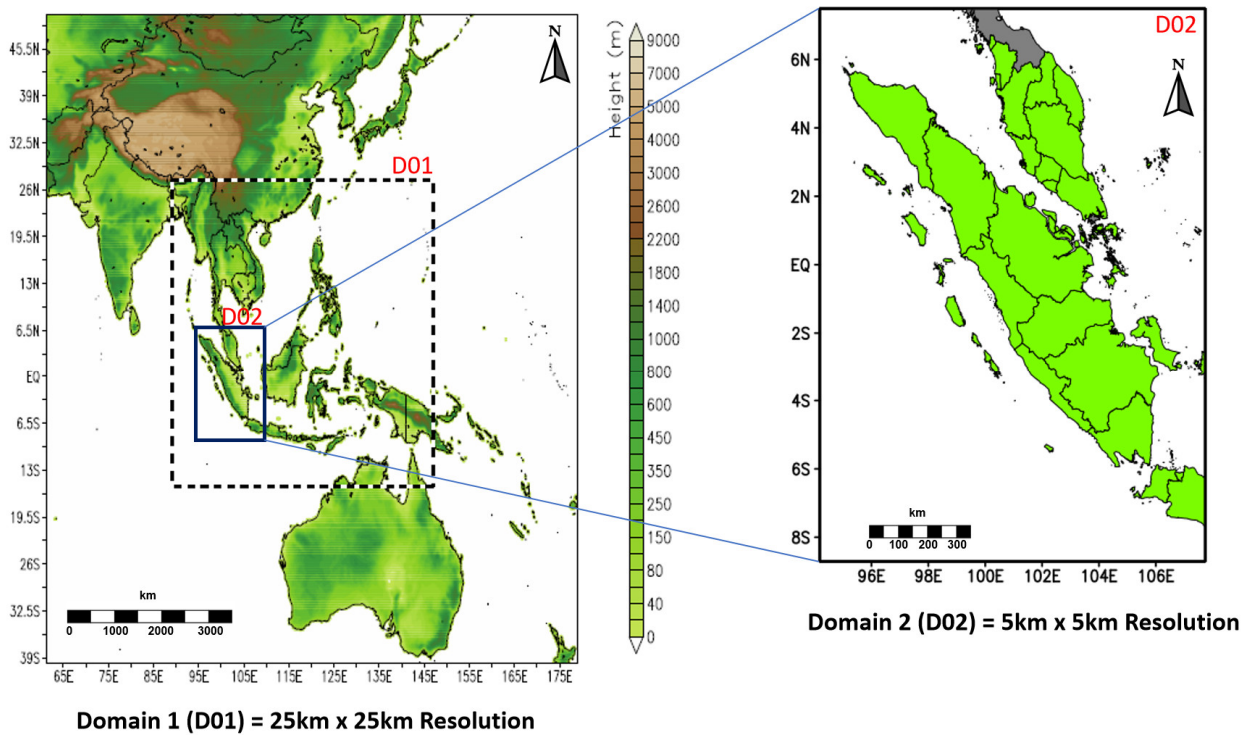 45.5N
39N
32.5N
26N
19.5N
13N
6.5N
EQ
6.5S
13S
19.5S
26S
32.5S
39S
65E 75E 85E 95E 105E 115E 125E 135E 145E 155E 165E 175E
N
D01
D02
km
0 1000 2000 3000
Domain 1 (D01) = 25km x 25km Resolution
Height (m)
9000
7000
5000
4000
3000
2600
2200
1800
1400
1000
800
600
450
350
250
150
80
40
0
D02
N
6N
4N
2N
EQ
2S
4S
6S
8S
km
0 100 200 300
96E 98E 100E 102E 104E 106E
Domain 2 (D02) = 5km x 5km Resolution